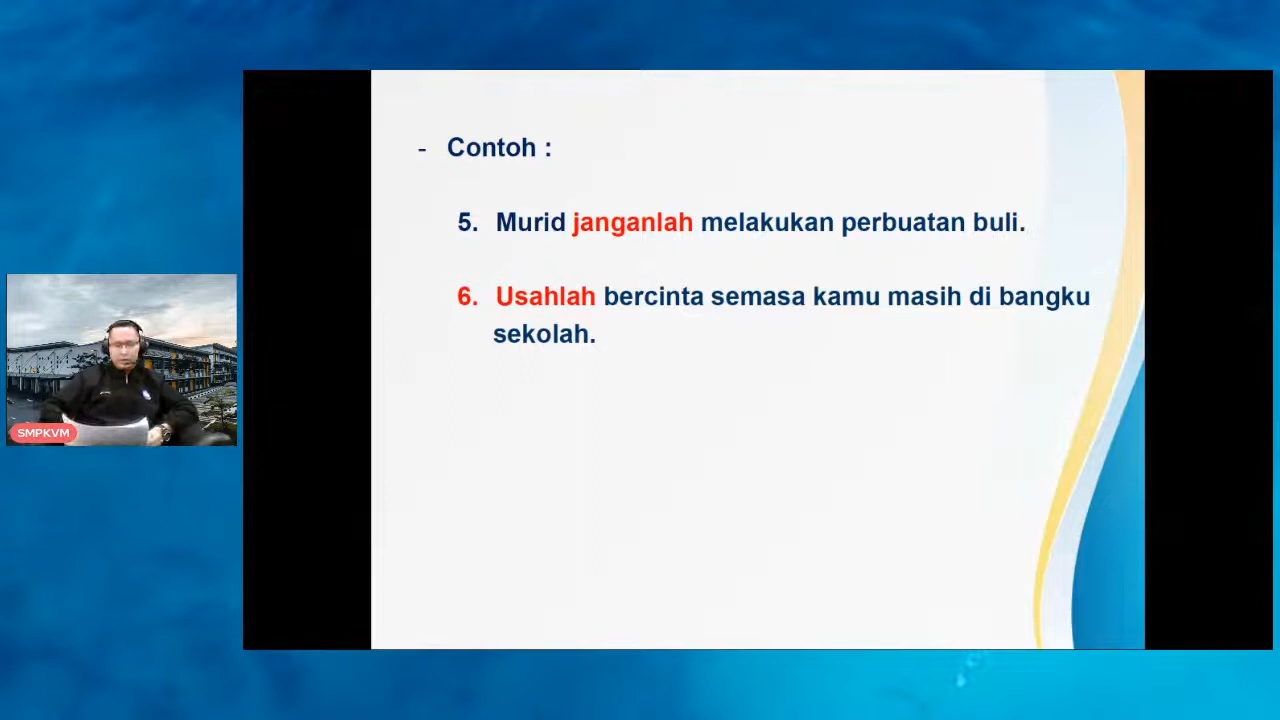 - Contoh :
5. Murid janganlah melakukan perbuatan buli.
6. Usahlah bercinta semasa kamu masih di bangku
sekolah.
SMPKVM